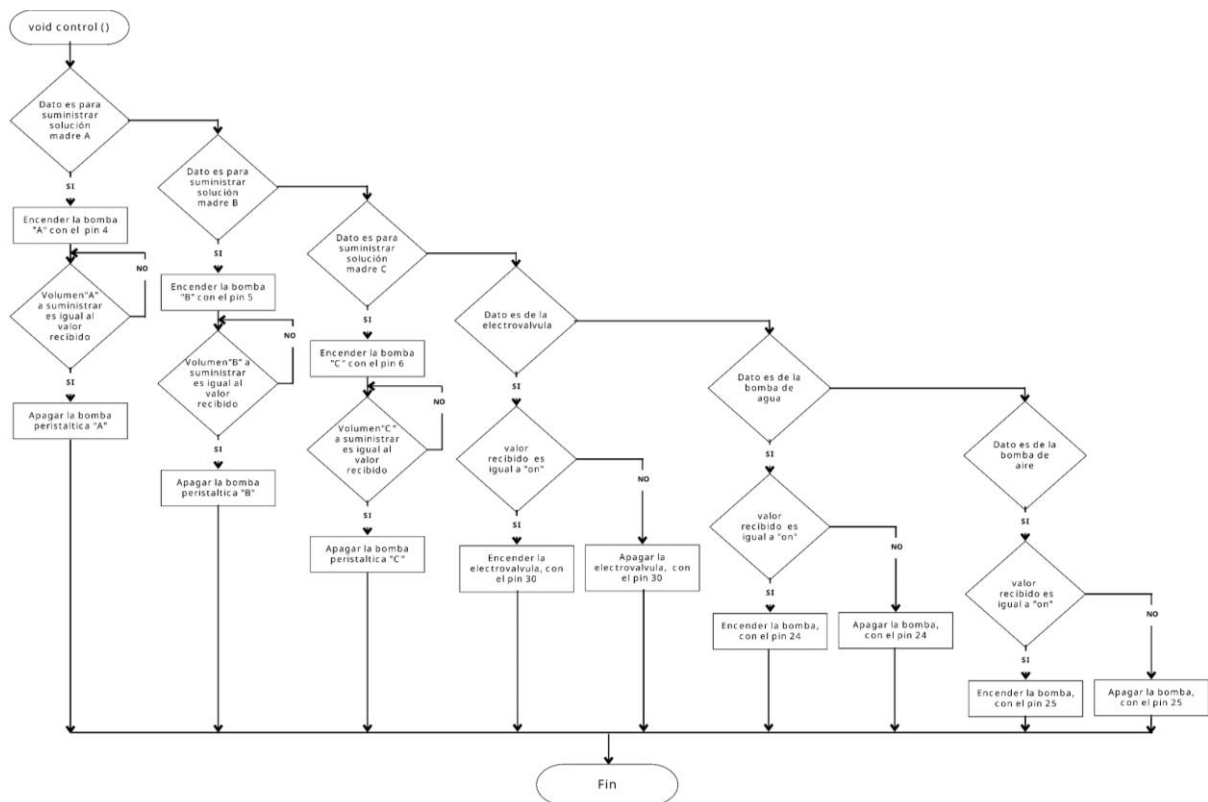 void control ()
Dato es para
suministrar
solución
madre A
SI
Encender la bomba
"A" con el pin 4
NO
Volumen"A"
a suministrar
es igual al
valor
recibido
SI
Apagar la bomba
peristaltica "A"
Dato es para
suministrar
solución
madre B
SI
Encender la bomba
"B" con el pin 5
NO
Volumen"B" a
suministrar
es igual al
valor
recibido
SI
Apagar la bomba
peristaltica "B"
Dato es para
suministrar
solución
madre C
SI
Encender la bomba
"C" con el pin 6
NO
Volumen"C"
a suministrar
es igual al
valor
recibido
SI
Apagar la bomba
peristaltica "C"
Dato es de la
electrovalvula
SI
valor
recibido es
igual a "on"
NO
SI
Encender la
electrovalvula, con
el pin 30
Apagar la
electrovalvula, con
el pin 30
Dato es de la
bomba de
agua
SI
valor
recibido es
igual a "on"
NO
SI
Encender la bomba,
con el pin 24
Apagar la bomba,
con el pin 24
Dato es de la
bomba de
aire
SI
valor
recibido es
igual a "on"
NO
SI
Encender la bomba,
con el pin 25
Apagar la bomba,
con el pin 25
Fin